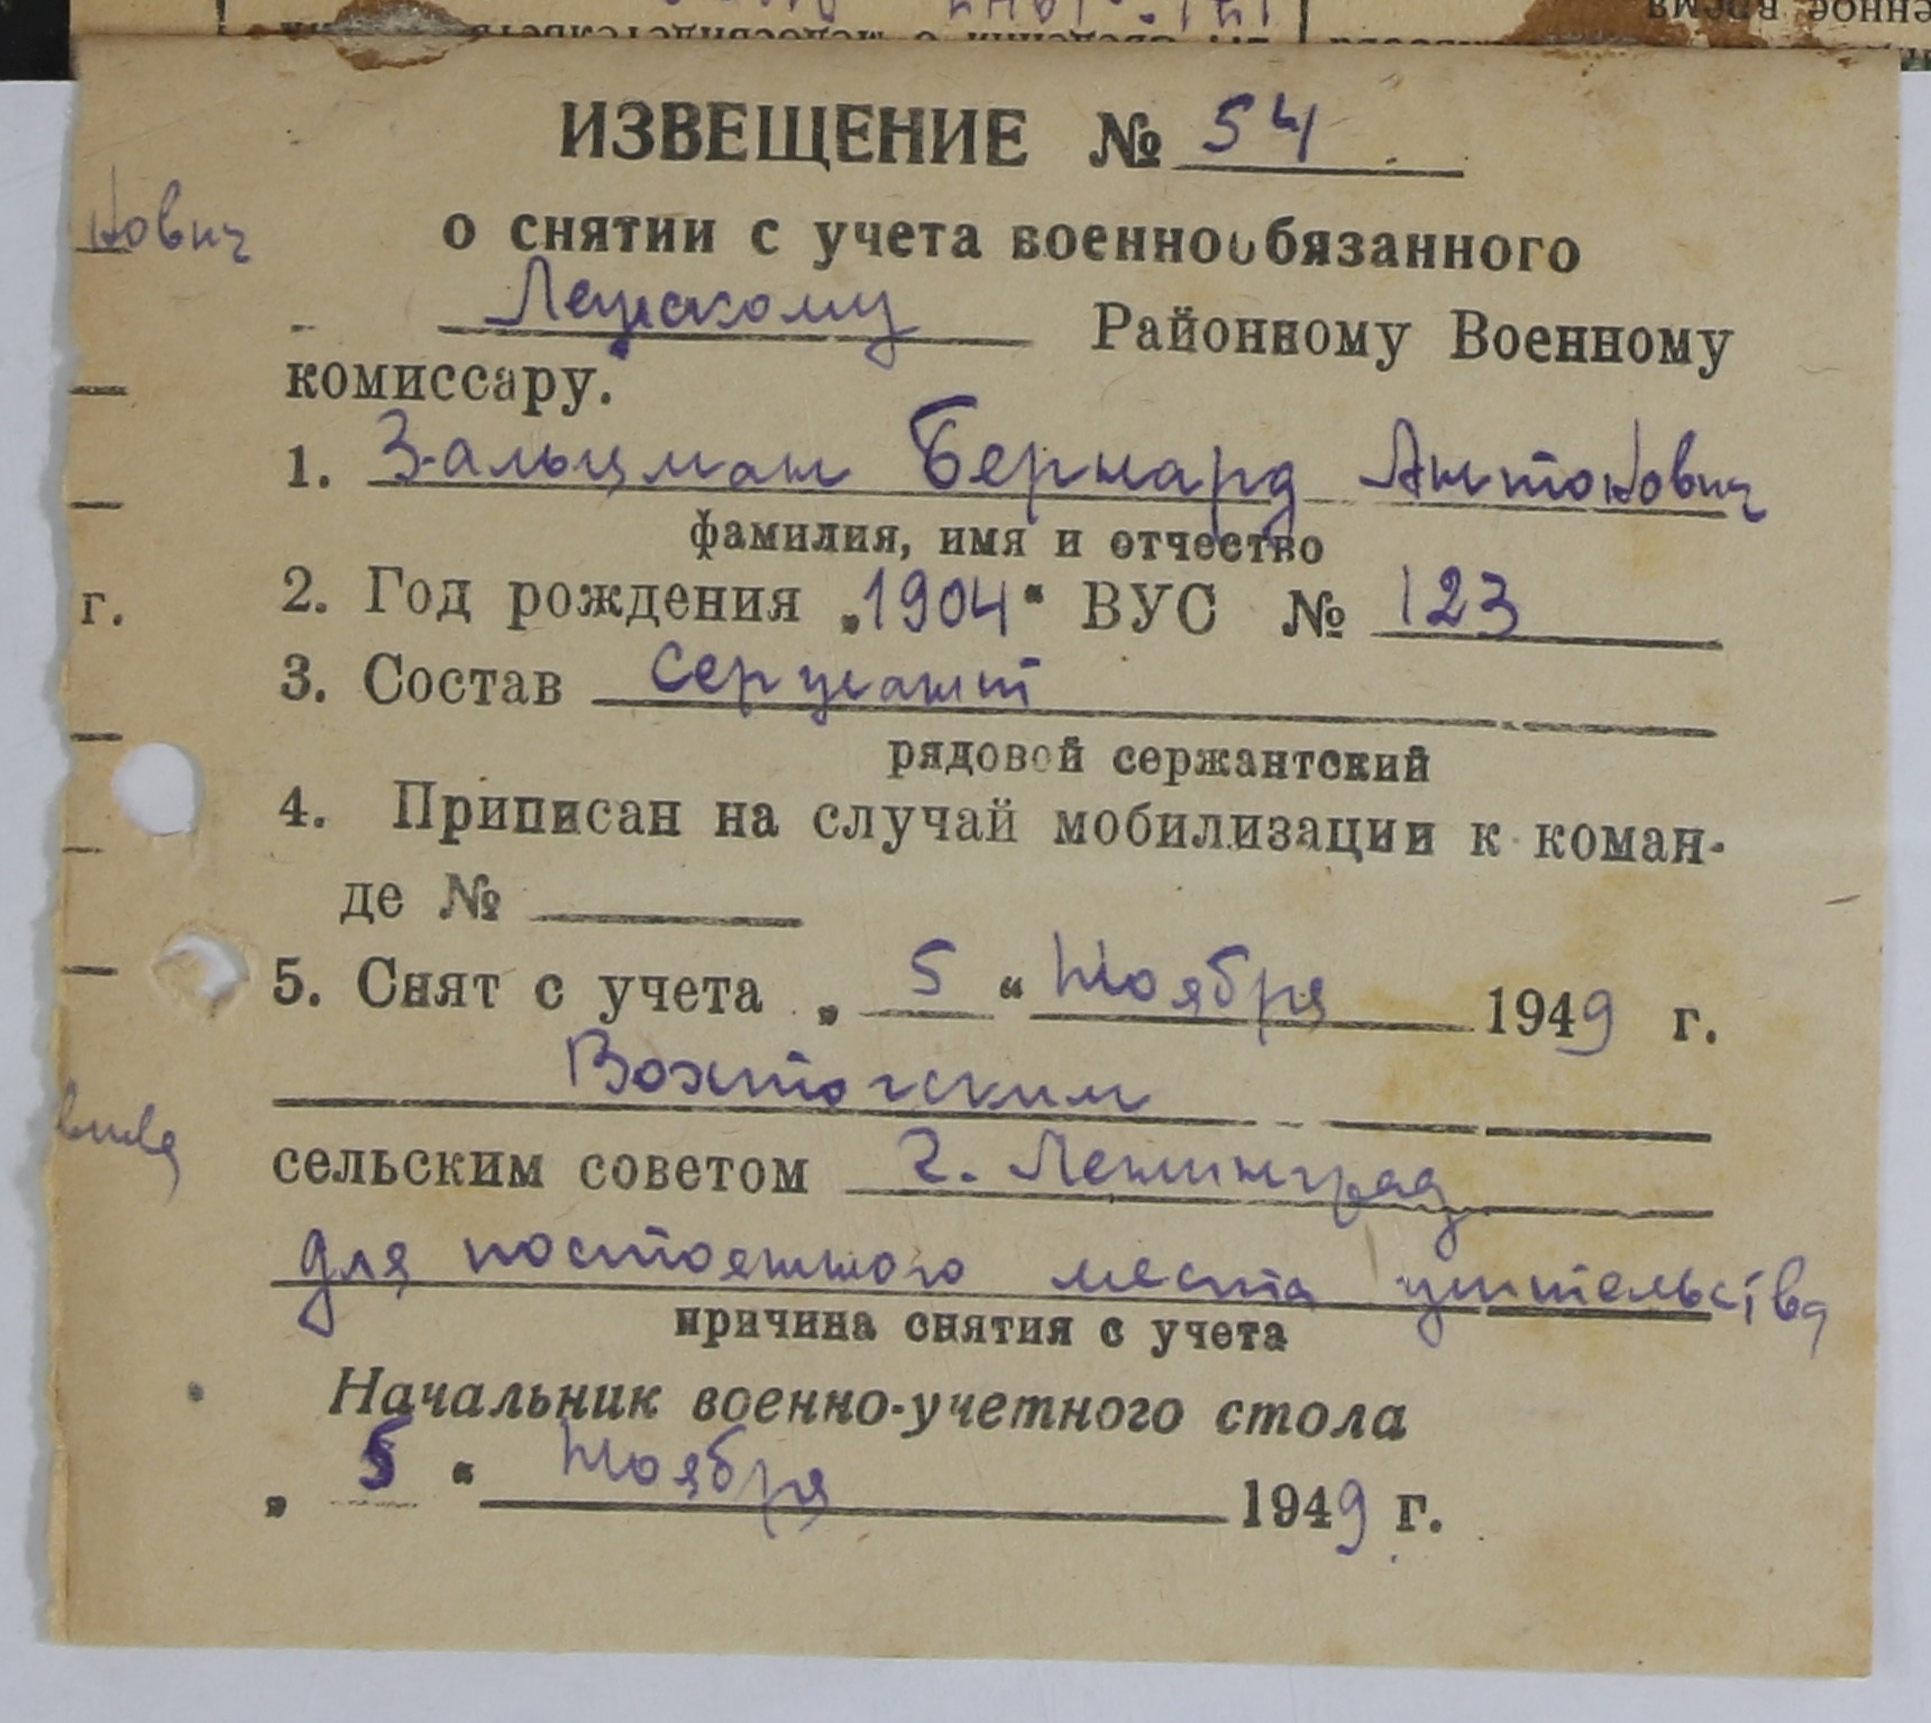 ИЗВЕЩЕНИЕ № 54
нович
о снятии с учета военнообязанного
Лежскому Районному Военному
комиссару.
1. Зальцман Бернард Антонович
фамилия, имя и отчество
г.
2. Год рождения „1904“ ВУС № 123
3. Состав сержант
рядовой сержантский
4. Приписан на случай мобилизации к коман-
де №
5. Снят с учета „ 5 “ Ноября 1949 г.
Вохтогским
сельским советом г. Ленинград
для постоянного места жительства
причина снятия с учета
Начальник военно-учетного стола
„ 5 “ Ноября 1949 г.